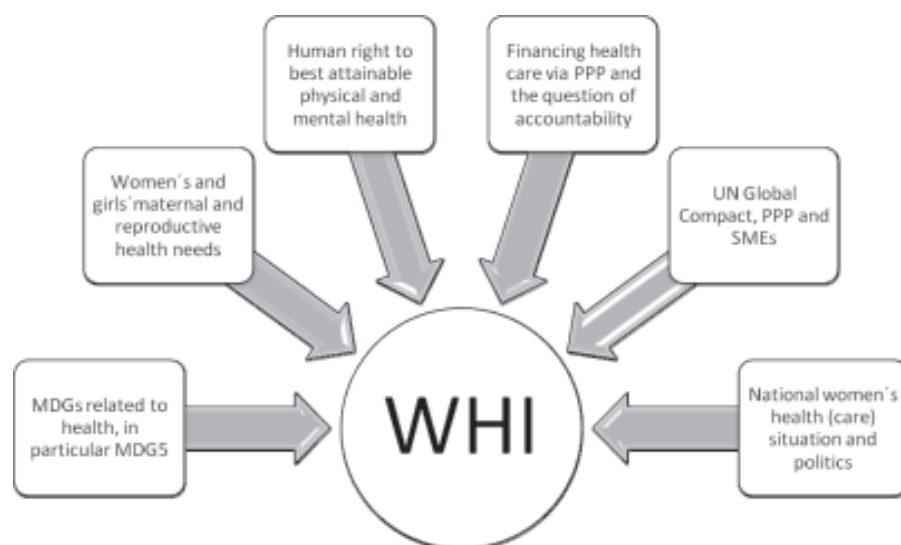 Human right to
best attainable
physical and
mental health
Financing health
care via PPP and
the question of
accountability
Women´s and
girls´maternal and
reproductive
health needs
UN Global
Compact, PPP and
SMEs
MDGs related to
health, in
particular MDG5
WHI
National women´s
health (care)
situation and
politics